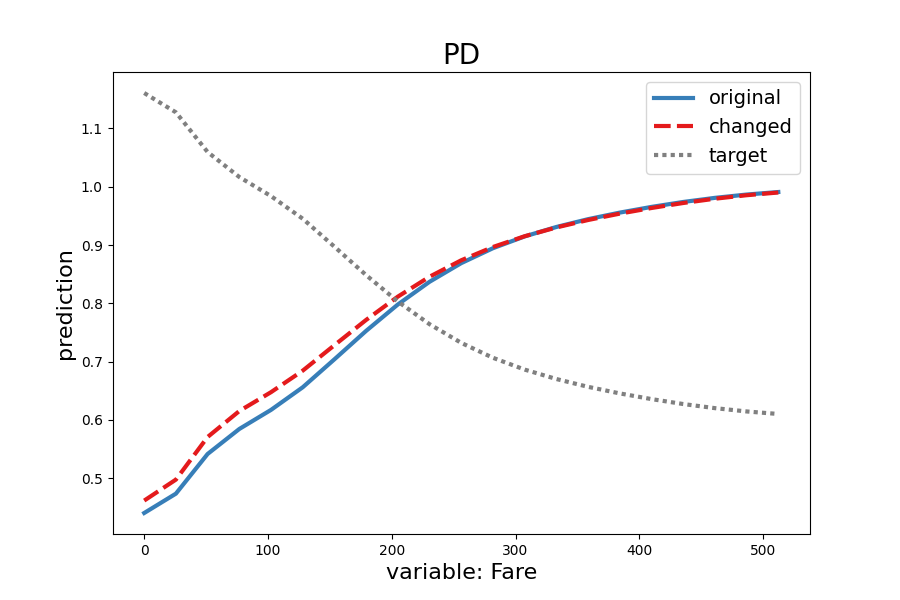 PD
original
changed
target
1.1
1.0
0.9
0.8
0.7
0.6
0.5
prediction
0 100 200 300 400 500
variable: Fare